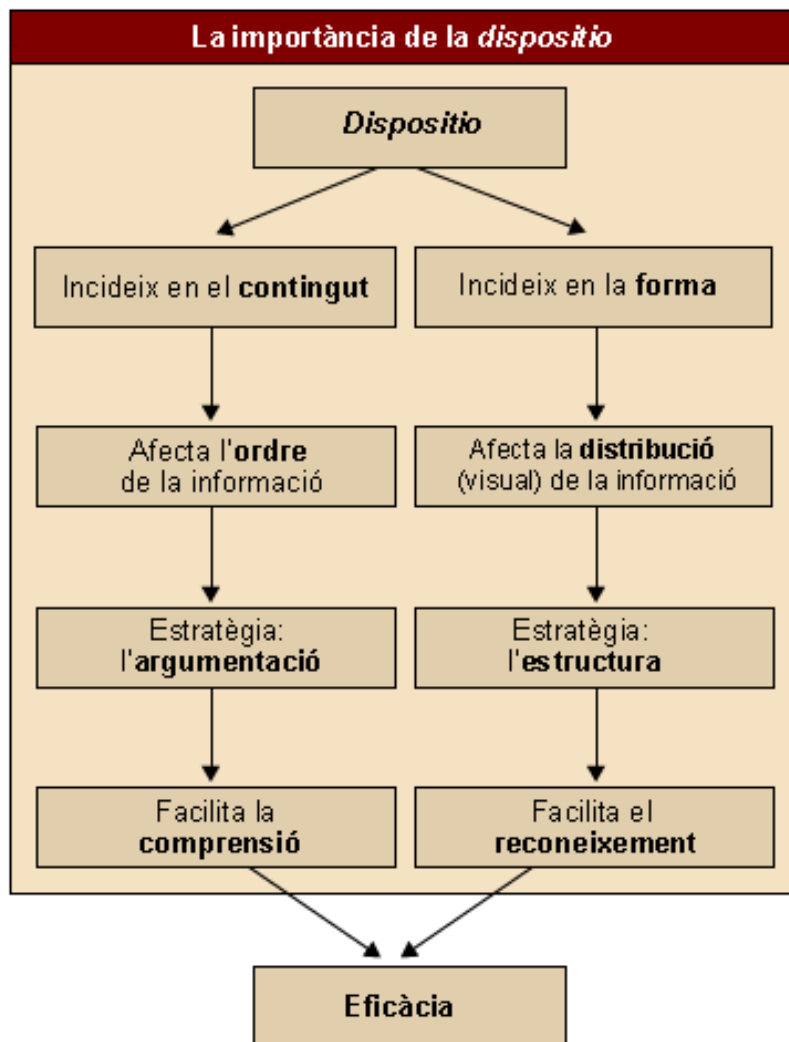 La importància de la dispositio
Dispositio
Incideix en el contingut
Incideix en la forma
Afecta l'ordre
de la informació
Afecta la distribució
(visual) de la informació
Estratègia:
l'argumentació
Estratègia:
l'estructura
Facilita la
comprensió
Facilita el
reconeixement
Eficàcia